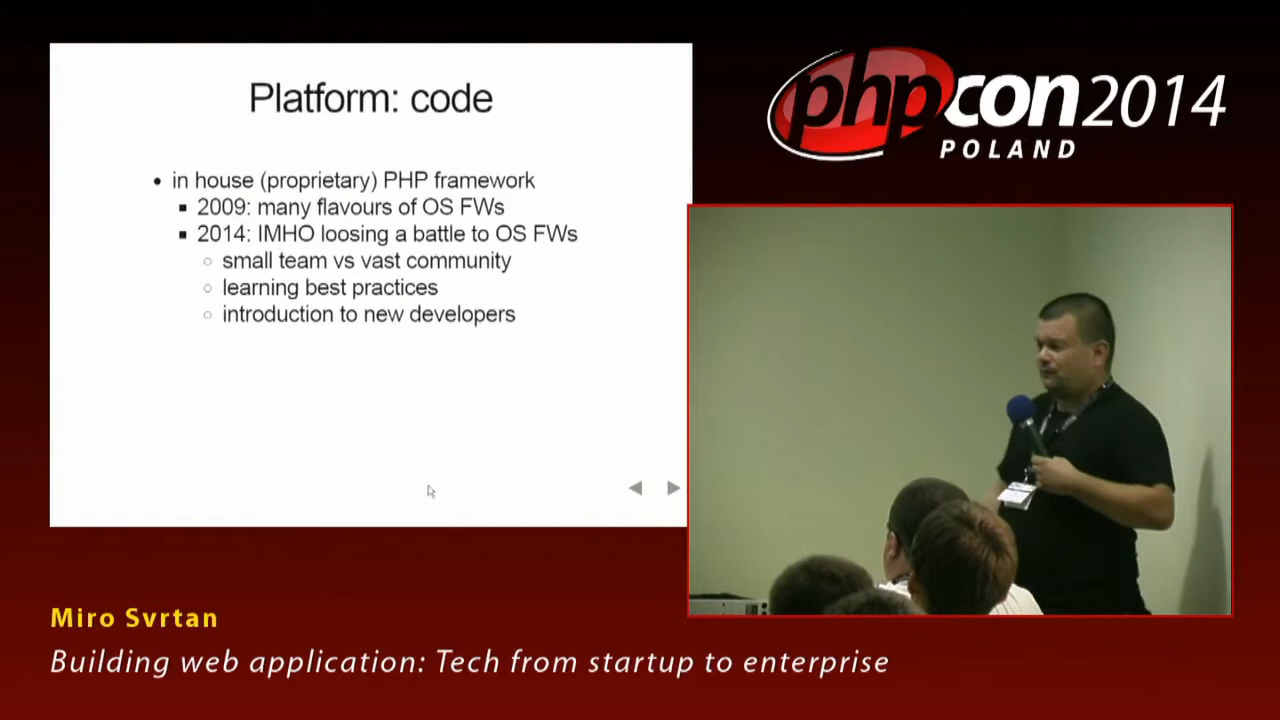 Platform: code
in house (proprietary) PHP framework
2009: many flavours of OS FWs
2014: IMHO loosing a battle to OS FWs
small team vs vast community
learning best practices
introduction to new developers
phpcon2014
POLAND
Miro Svrtan
Building web application: Tech from startup to enterprise